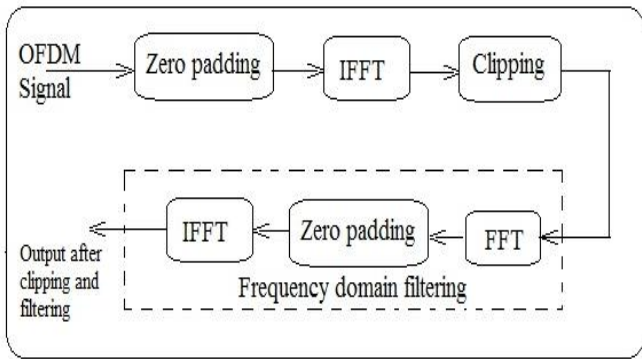 OFDM
Signal
Zero padding
IFFT
Clipping
FFT
Zero padding
IFFT
Frequency domain filtering
Output after
clipping and
filtering